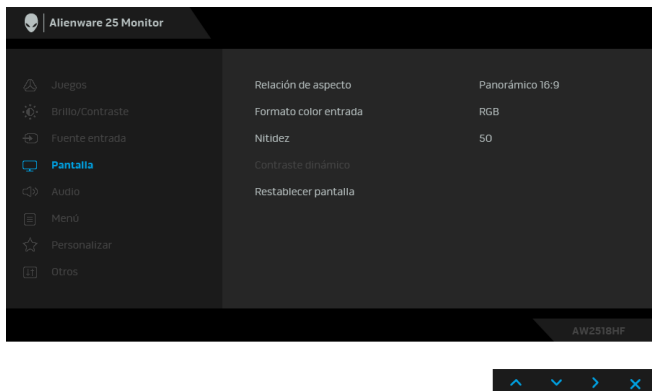 Alienware 25 Monitor
Juegos
Brillo/Contraste
Fuente entrada
Pantalla
Audio
Menú
Personalizar
Otros
Relación de aspecto Panorámico 16:9
Formato color entrada RGB
Nitidez 50
Contraste dinámico
Restablecer pantalla
AW2518HF